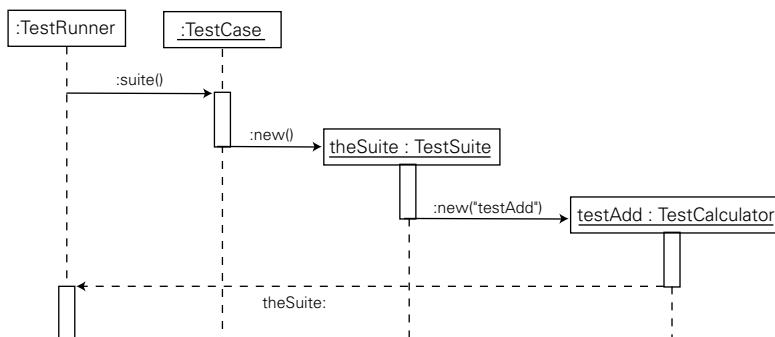 :TestRunner
:TestCase
:suite()
:new()
theSuite : TestSuite
:new("testAdd")
testAdd : TestCalculator
theSuite: